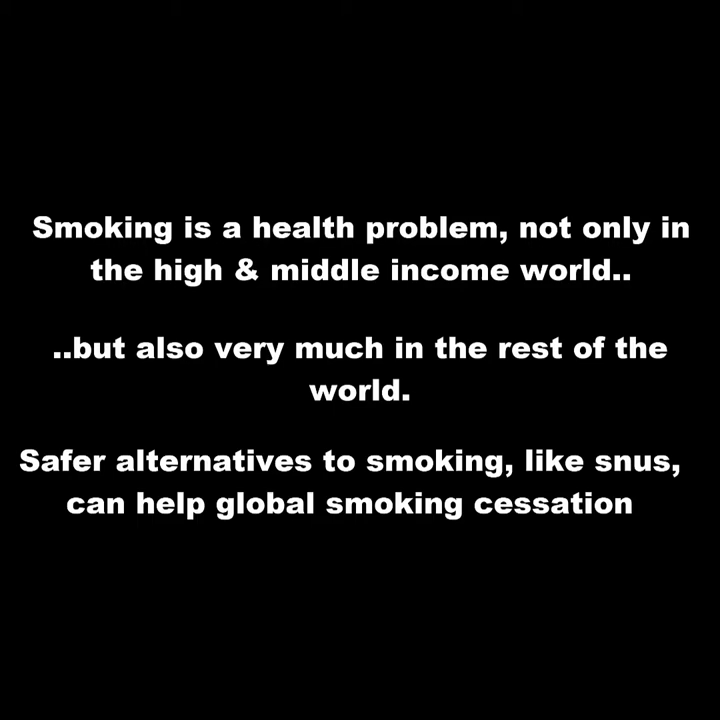 Smoking is a health problem, not only in
the high & middle income world..
..but also very much in the rest of the
world.
Safer alternatives to smoking, like snus,
can help global smoking cessation